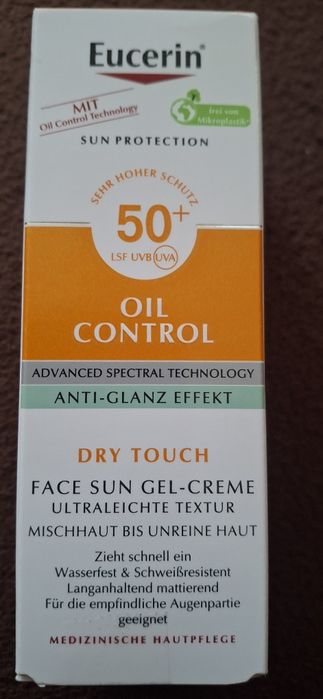 Eucerin®
MIT
Oil Control Technology
frei von
Mikroplastik*
SUN PROTECTION
SEHR HOHER SCHUTZ
50+
LSF UVB UVA
OIL
CONTROL
ADVANCED SPECTRAL TECHNOLOGY
ANTI-GLANZ EFFEKT
DRY TOUCH
FACE SUN GEL-CREME
ULTRALEICHTE TEXTUR
MISCHHAUT BIS UNREINE HAUT
Zieht schnell ein
Wasserfest & Schweißresistent
Langanhaltend mattierend
Für die empfindliche Augenpartie
geeignet
MEDIZINISCHE HAUTPFLEGE